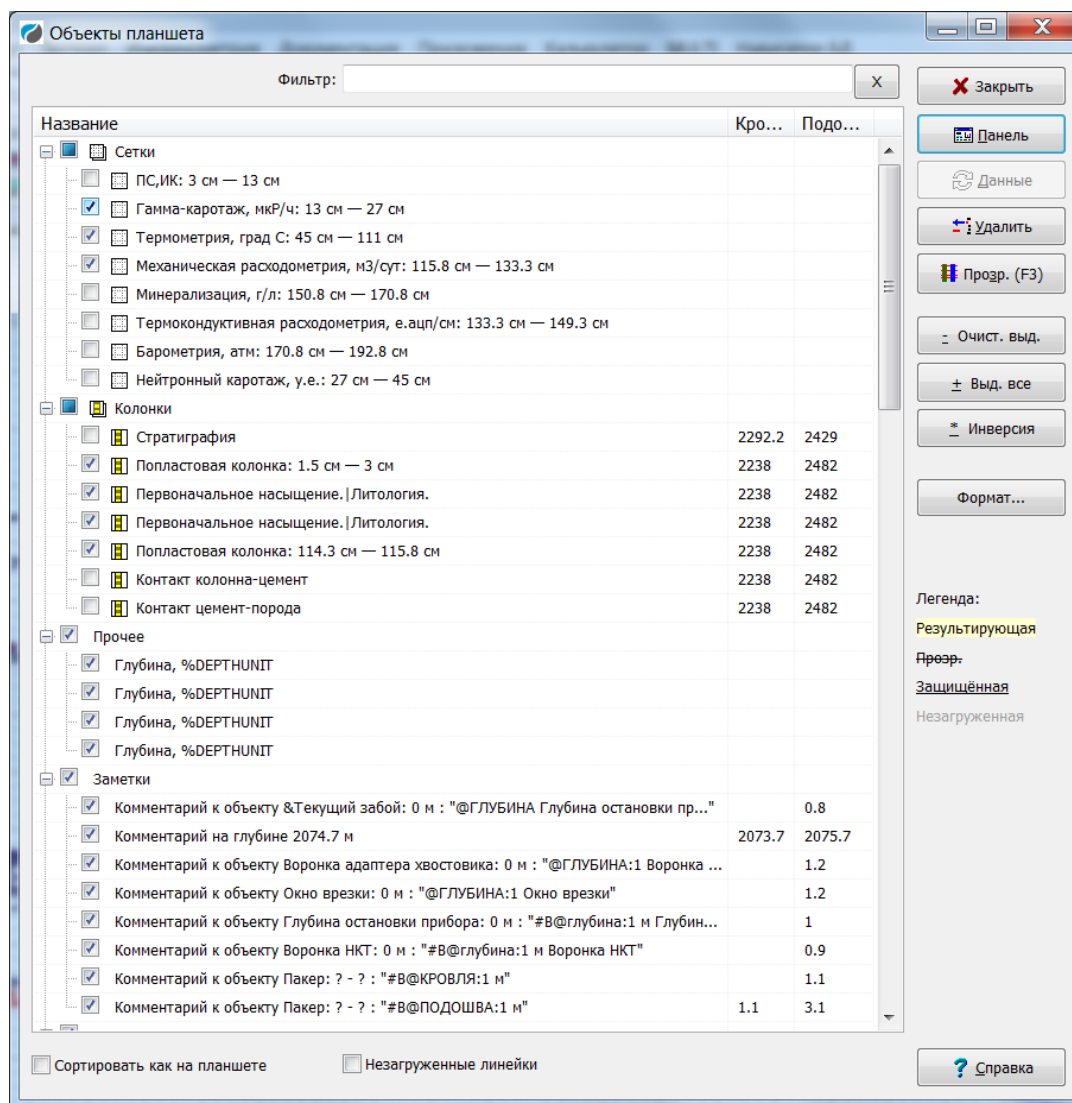 Объекты планшета
Фильтр:
X
Закрыть
Название Кро... Подо...
Панель
Сетки
ПС,ИК: 3 см — 13 см
Данные
Гамма-каротаж, мкР/ч: 13 см — 27 см
Удалить
Термометрия, град С: 45 см — 111 см
Механическая расходометрия, м3/сут: 115.8 см — 133.3 см
Прозр. (F3)
Минерализация, г/л: 150.8 см — 170.8 см
Термокондуктивная расходометрия, е.ацп/см: 133.3 см — 149.3 см
- Очист. выд.
Барометрия, атм: 170.8 см — 192.8 см
Нейтронный каротаж, у.е.: 27 см — 45 см
+ Выд. все
Колонки
* Инверсия
Стратиграфия 2292.2 2429
Попластовая колонка: 1.5 см — 3 см 2238 2482
Первоначальное насыщение.|Литология. 2238 2482
Формат...
Первоначальное насыщение.|Литология. 2238 2482
Попластовая колонка: 114.3 см — 115.8 см 2238 2482
Контакт колонна-цемент 2238 2482
Контакт цемент-порода 2238 2482
Легенда:
Результирующая
Прозр.
Защищённая
Незагруженная
Прочее
Глубина, %DEPTHUNIT
Глубина, %DEPTHUNIT
Глубина, %DEPTHUNIT
Глубина, %DEPTHUNIT
Заметки
Комментарий к объекту &Текущий забой: 0 м : "@ГЛУБИНА Глубина остановки пр..." 0.8
Комментарий на глубине 2074.7 м 2073.7 2075.7
Комментарий к объекту Воронка адаптера хвостовика: 0 м : "@ГЛУБИНА:1 Воронка ... 1.2
Комментарий к объекту Окно врезки: 0 м : "@ГЛУБИНА:1 Окно врезки" 1.2
Комментарий к объекту Глубина остановки прибора: 0 м : "#B@глубина:1 м Глубин... 1
Комментарий к объекту Воронка НКТ: 0 м : "#B@глубина:1 м Воронка НКТ" 0.9
Комментарий к объекту Пакер: ? - ? : "#B@КРОВЛЯ:1 м" 1.1
Комментарий к объекту Пакер: ? - ? : "#B@ПОДОШВА:1 м" 1.1 3.1
Сортировать как на планшете Незагруженные линейки
? Справка